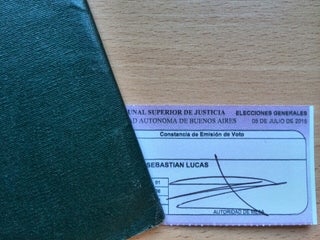 UNAL SUPERIOR DE JUSTICIA ELECCIONES GENERALES
AD AUTONOMA DE BUENOS AIRES 05 DE JULIO DE 2015
Constancia de Emisión de Voto
SEBASTIAN LUCAS
AUTORIDAD DE MESA